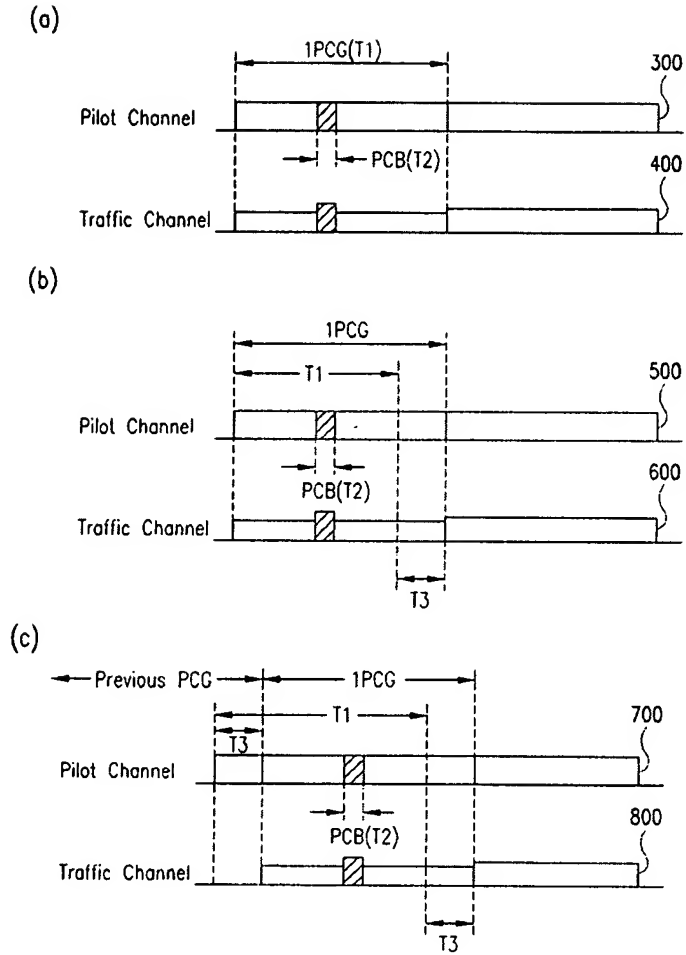 (a)
1PCG(T1)
300
Pilot Channel
PCB(T2)
400
Traffic Channel
(b)
1PCG
T1
500
Pilot Channel
PCB(T2)
600
Traffic Channel
T3
(c)
Previous PCG
1PCG
T1
700
T3
Pilot Channel
PCB(T2)
800
Traffic Channel
T3